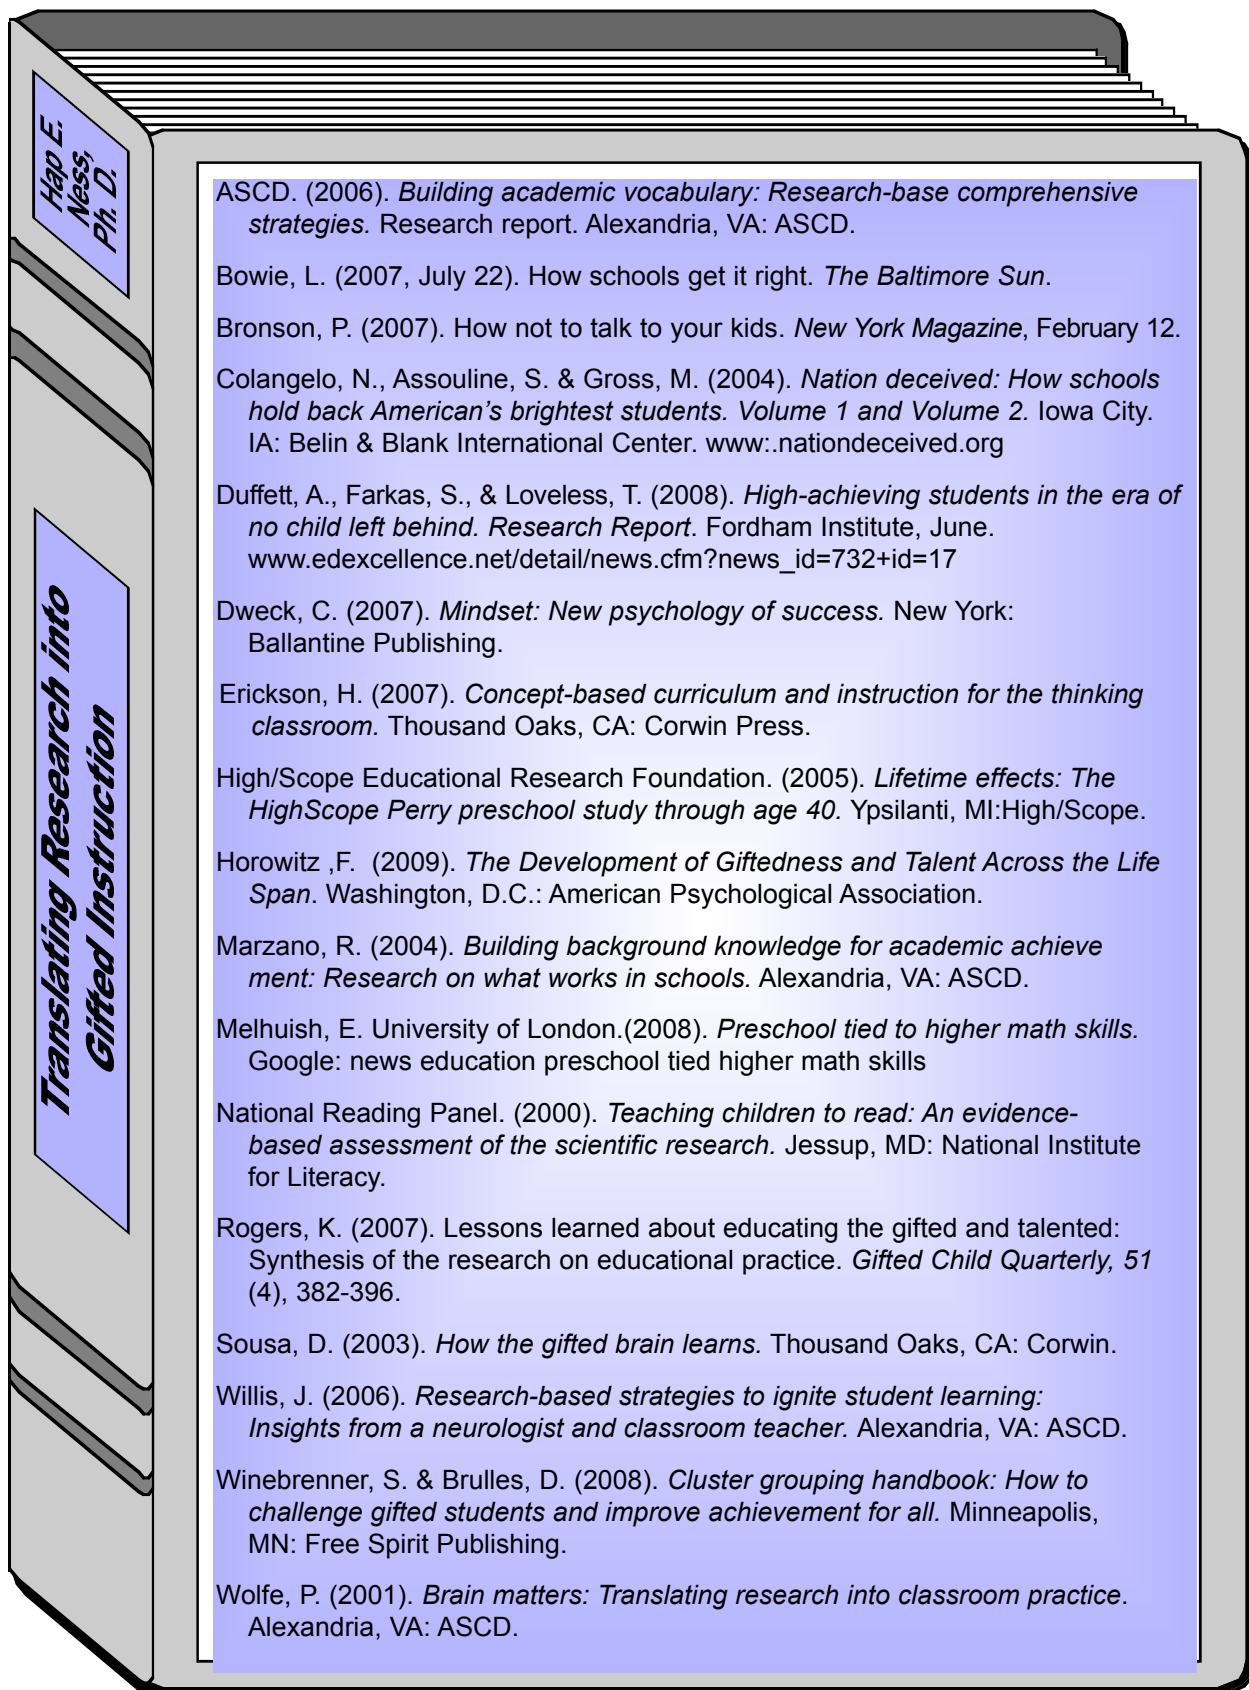 Hap E.
Ness,
Ph. D.
Translating Research into
Gifted Instruction
ASCD. (2006). Building academic vocabulary: Research-base comprehensive
strategies. Research report. Alexandria, VA: ASCD.
Bowie, L. (2007, July 22). How schools get it right. The Baltimore Sun.
Bronson, P. (2007). How not to talk to your kids. New York Magazine, February 12.
Colangelo, N., Assouline, S. & Gross, M. (2004). Nation deceived: How schools
hold back American's brightest students. Volume 1 and Volume 2. Iowa City.
IA: Belin & Blank International Center. www:.nationdeceived.org
Duffett, A., Farkas, S., & Loveless, T. (2008). High-achieving students in the era of
no child left behind. Research Report. Fordham Institute, June.
www.edexcellence.net/detail/news.cfm?news_id=732+id=17
Dweck, C. (2007). Mindset: New psychology of success. New York:
Ballantine Publishing.
Erickson, H. (2007). Concept-based curriculum and instruction for the thinking
classroom. Thousand Oaks, CA: Corwin Press.
High/Scope Educational Research Foundation. (2005). Lifetime effects: The
HighScope Perry preschool study through age 40. Ypsilanti, MI:High/Scope.
Horowitz ,F. (2009). The Development of Giftedness and Talent Across the Life
Span. Washington, D.C.: American Psychological Association.
Marzano, R. (2004). Building background knowledge for academic achieve
ment: Research on what works in schools. Alexandria, VA: ASCD.
Melhuish, E. University of London.(2008). Preschool tied to higher math skills.
Google: news education preschool tied higher math skills
National Reading Panel. (2000). Teaching children to read: An evidence-
based assessment of the scientific research. Jessup, MD: National Institute
for Literacy.
Rogers, K. (2007). Lessons learned about educating the gifted and talented:
Synthesis of the research on educational practice. Gifted Child Quarterly, 51
(4), 382-396.
Sousa, D. (2003). How the gifted brain learns. Thousand Oaks, CA: Corwin.
Willis, J. (2006). Research-based strategies to ignite student learning:
Insights from a neurologist and classroom teacher. Alexandria, VA: ASCD.
Winebrenner, S. & Brulles, D. (2008). Cluster grouping handbook: How to
challenge gifted students and improve achievement for all. Minneapolis,
MN: Free Spirit Publishing.
Wolfe, P. (2001). Brain matters: Translating research into classroom practice.
Alexandria, VA: ASCD.